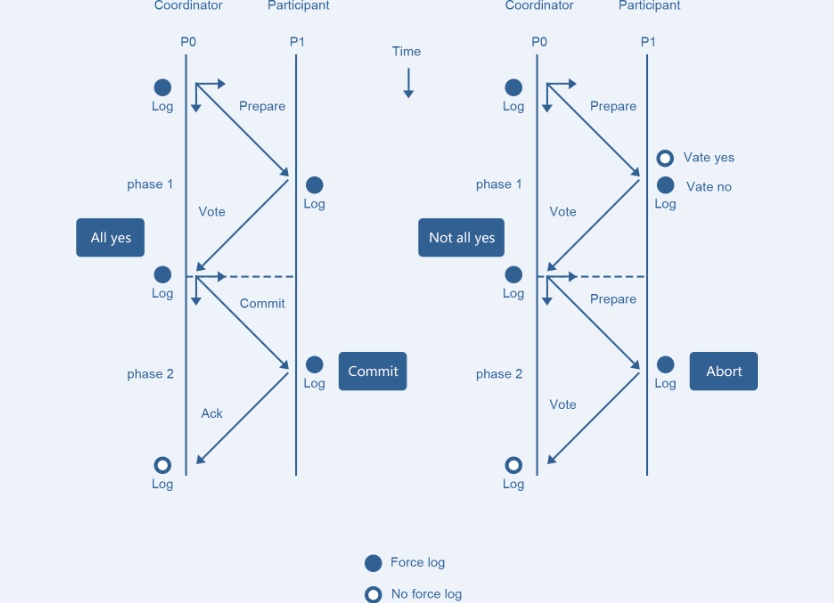 Coordinator Participant Coordinator Participant
P0 P1 P0 P1
Time
Log Prepare Log Prepare
Vate yes
phase 1 phase 1 Vate no
Log Log
Vote Vote
All yes Not all yes
Log Log
Commit Prepare
phase 2 Commit phase 2 Abort
Log Log
Ack Vote
Log Log
Force log
No force log